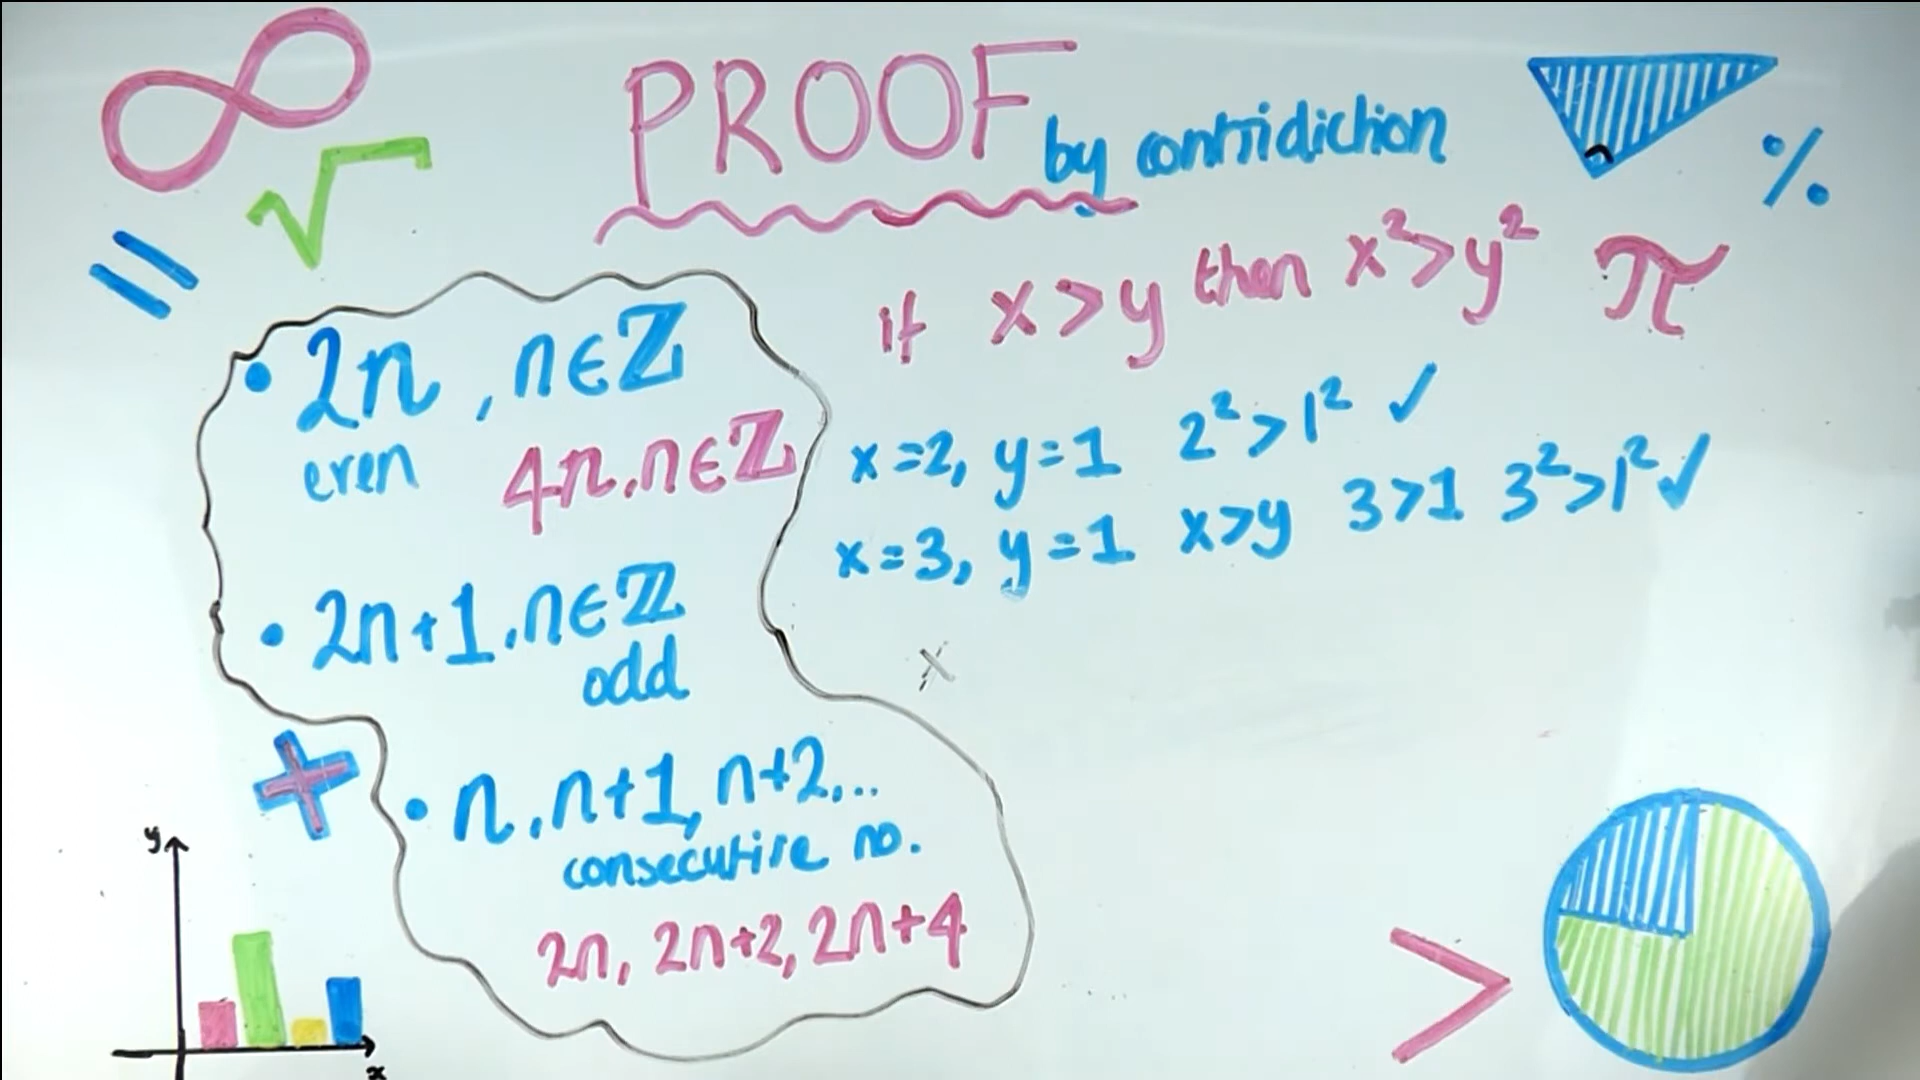 PROOF
by contridiction
if x>y then x²>y²
π
%
√
∞
=
• 2n, n∈ℤ
even
4n, n∈ℤ
• 2n+1, n∈ℤ
odd
• n, n+1, n+2,...
consecutive no.
2n, 2n+2, 2n+4
x=2, y=1 2²>1² ✓
x=3, y=1 x>y 3>1 3²>1² ✓
x
+
y
x
>